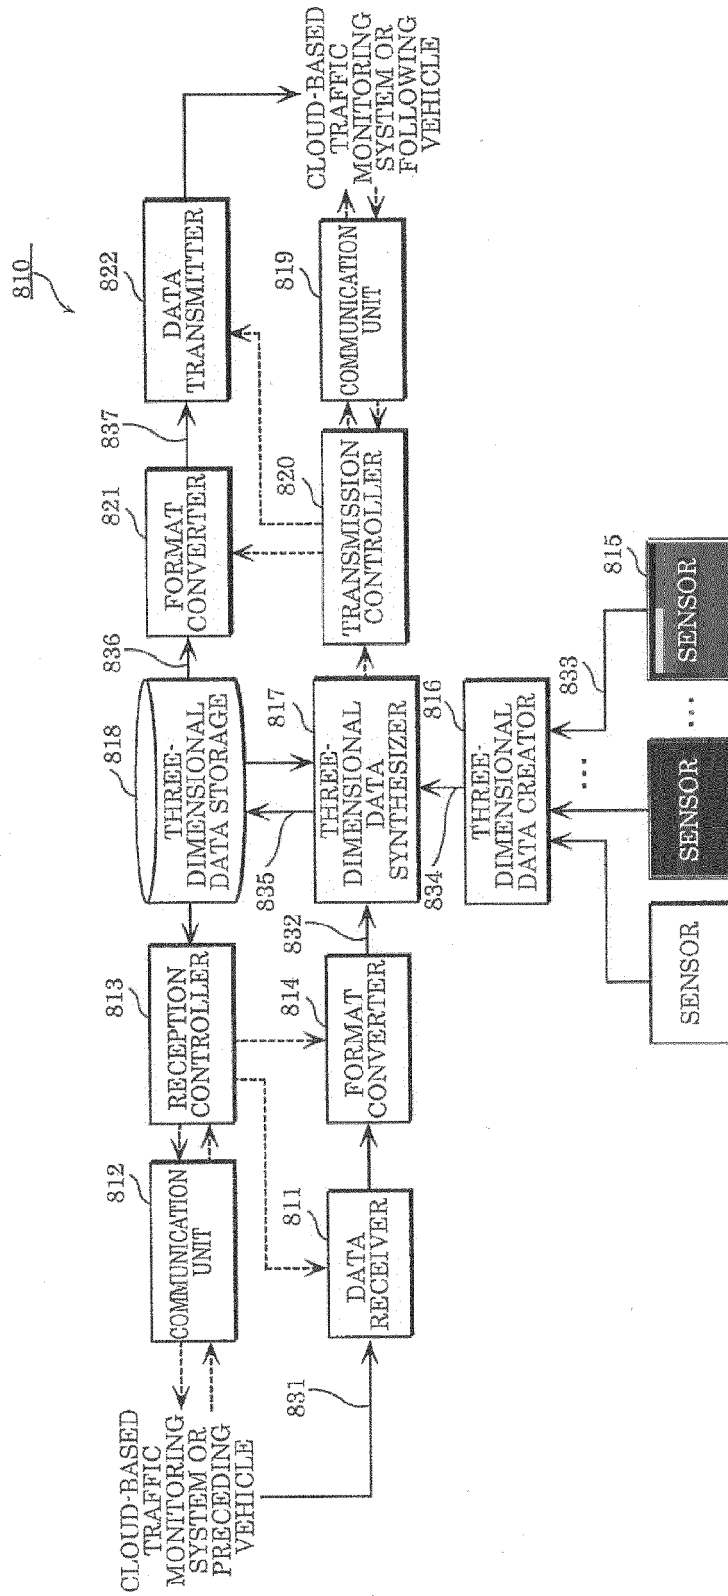 810
CLOUD-BASED
TRAFFIC
MONITORING
SYSTEM OR
PRECEDING
VEHICLE
812
COMMUNICATION
UNIT
813
RECEPTION
CONTROLLER
818
THREE-
DIMENSIONAL
DATA STORAGE
836
821
FORMAT
CONVERTER
837
822
DATA
TRANSMITTER
831
811
DATA
RECEIVER
814
FORMAT
CONVERTER
832
835
817
THREE-
DIMENSIONAL
DATA
SYNTHESIZER
820
TRANSMISSION
CONTROLLER
819
COMMUNICATION
UNIT
CLOUD-BASED
TRAFFIC
MONITORING
SYSTEM OR
FOLLOWING
VEHICLE
834
816
THREE-
DIMENSIONAL
DATA CREATOR
...
833
815
SENSOR
SENSOR
...
SENSOR